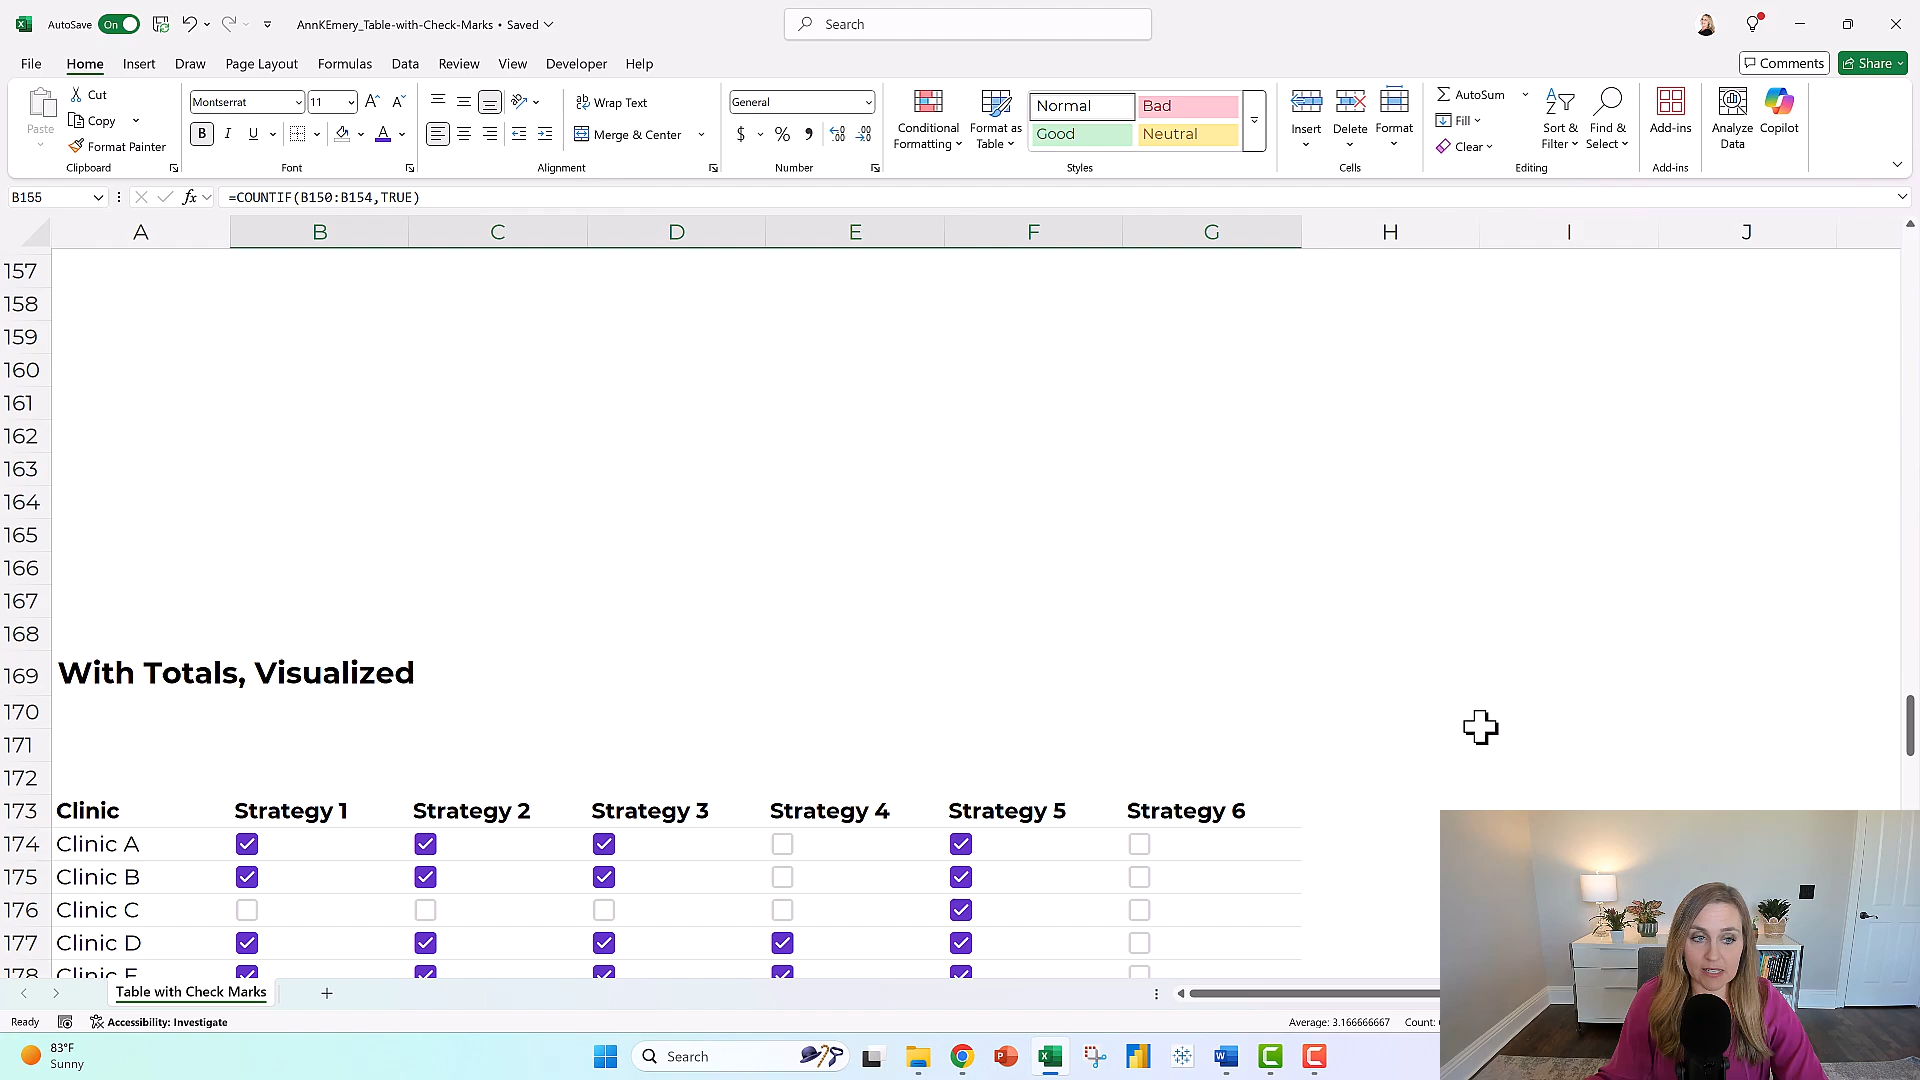 AutoSave On AnnKEmery_Table-with-Check-Marks • Saved Search
File Home Insert Draw Page Layout Formulas Data Review View Developer Help Comments Share
Paste Cut Copy Format Painter Clipboard
Montserrat 11 B I U A Font
Wrap Text Merge & Center Alignment
General $ % Number
Conditional Formatting Format as Table Normal Bad Good Neutral Styles
Insert Delete Format Cells
AutoSum Fill Clear Sort & Filter Find & Select Editing
Add-ins Add-ins
Analyze Data Copilot
B155 fx =COUNTIF(B150:B154,TRUE)
A B C D E F G H I J
157
158
159
160
161
162
163
164
165
166
167
168
169 With Totals, Visualized
170
171
172
173 Clinic Strategy 1 Strategy 2 Strategy 3 Strategy 4 Strategy 5 Strategy 6
174 Clinic A
175 Clinic B
176 Clinic C
177 Clinic D
178 Clinic E
Table with Check Marks
Ready Accessibility: Investigate Average: 3.166666667 Count:
83°F
Sunny
Search